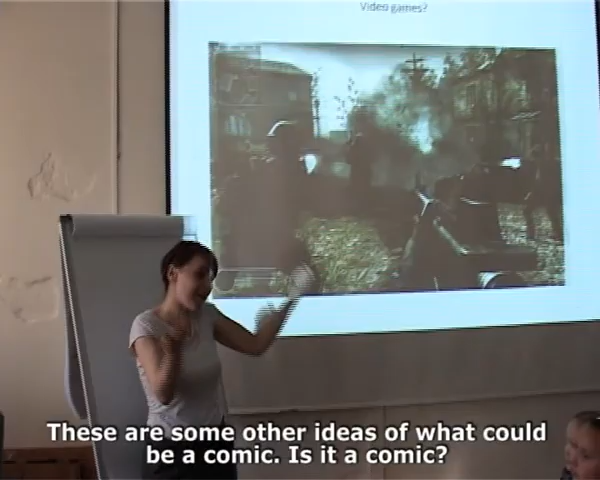 Video games?
These are some other ideas of what could
be a comic. Is it a comic?